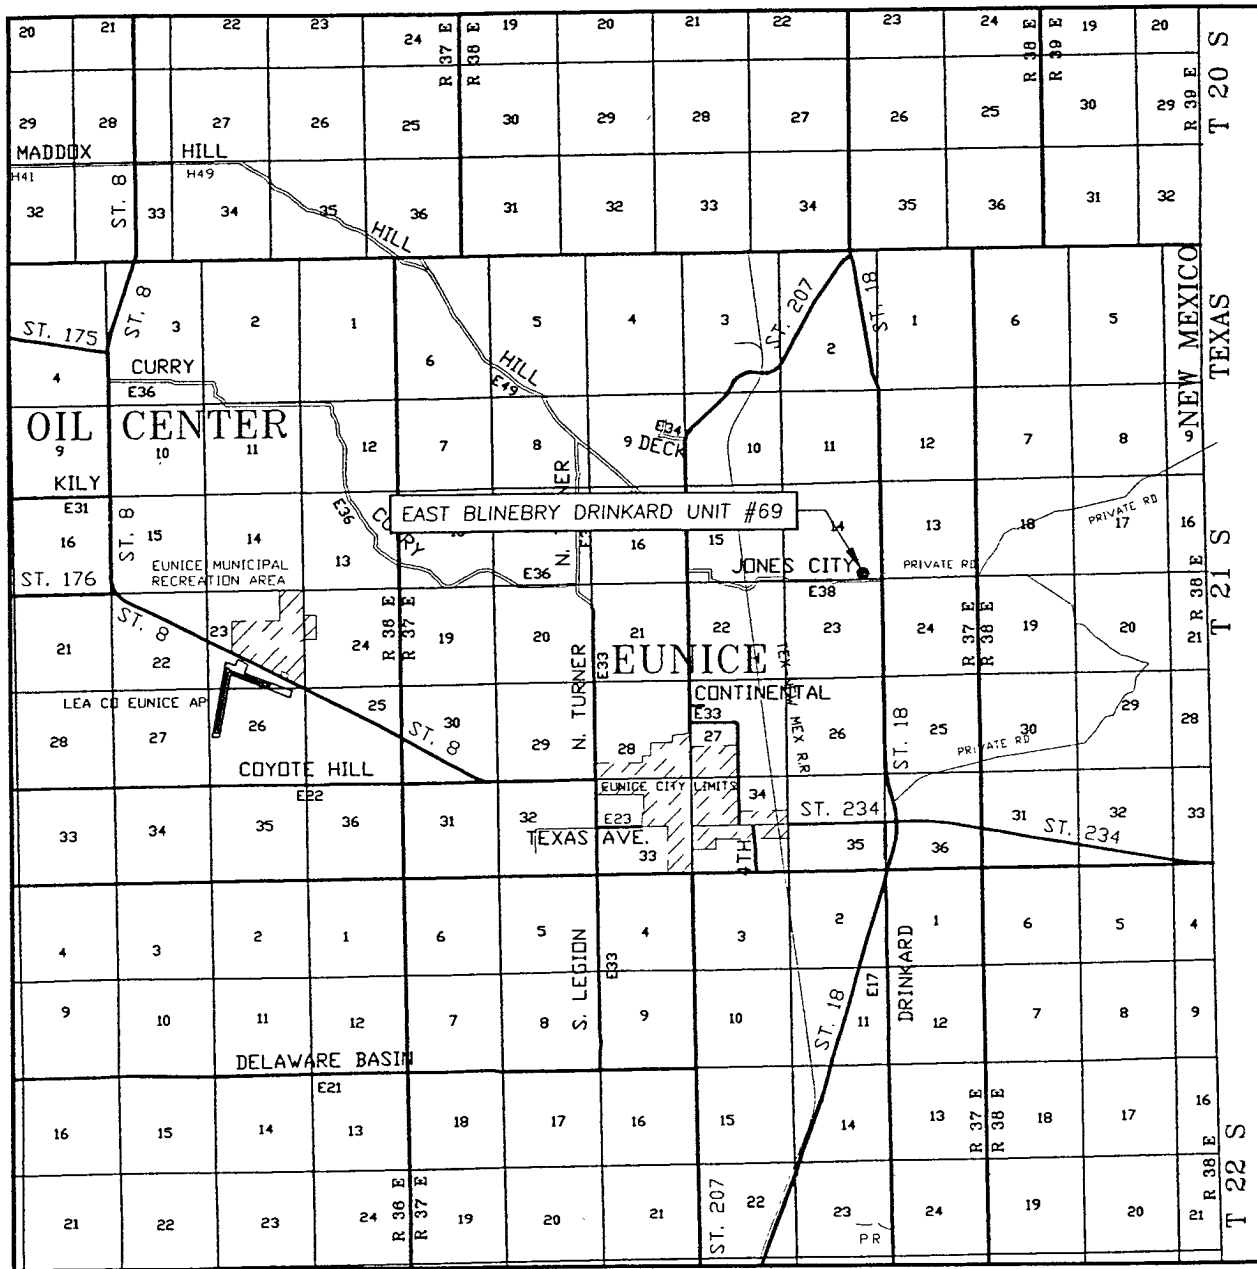 20 21 22 23 24 R 37 E R 38 E 19 20 21 22 23 24 R 38 E R 39 E 19 20
T 20 S
29 28 27 26 25 30 29 28 27 26 25 30 29 R 39 E
MADDOX HILL
H41 H49
32 ST. 8 33 34 35 36 31 32 33 34 35 36 31 32
HILL
NEW MEXICO
TEXAS
ST. 175 ST. 8 3 2 1 5 4 3 ST. 207 ST. 18 1 6 5
2
4 CURRY 6 HILL
E36 E49
OIL CENTER
E34
DECK
9 10 11 12 7 8 9 10 11 12 7 8 9
KILY
E31
N. TURNER
E36 CURRY
EAST BLINEBRY DRINKARD UNIT #69
PRIVATE RD
16 ST. 8 15 14 13 16 15 14 13 18 17 16
T 21 S
EUNICE MUNICIPAL
RECREATION AREA
JONES CITY
PRIVATE RD
ST. 176 E36 E38
R 38 E
ST. 8
21 22 23 24 R 36 E R 37 E 19 20 21 22 23 24 R 37 E R 38 E 19 20 21
E33
EUNICE
TEX NEW MEX R.R
LEA CO EUNICE AP
CONTINENTAL
E33
28 27 26 25 30 29 N. TURNER 28 27 26 ST. 18 25 30 29 28
ST. 8
PRIVATE RD
COYOTE HILL
E22
EUNICE CITY LIMITS
33 34 35 36 31 32 E23 34 ST. 234 31 32 33
TEXAS AVE.
33 4TH 35 36 ST. 234
4 3 2 1 6 5 4 3 2 1 6 5 4
S. LEGION E33
DRINKARD
E17
9 10 11 12 7 8 9 10 ST. 18 11 12 7 8 9
DELAWARE BASIN
E21
16 15 14 13 18 17 16 15 14 13 R 37 E R 38 E 18 17 16
T 22 S
R 38 E
21 22 23 24 R 36 E R 37 E 19 20 21 ST. 207 22 23 24 19 20 21
PR